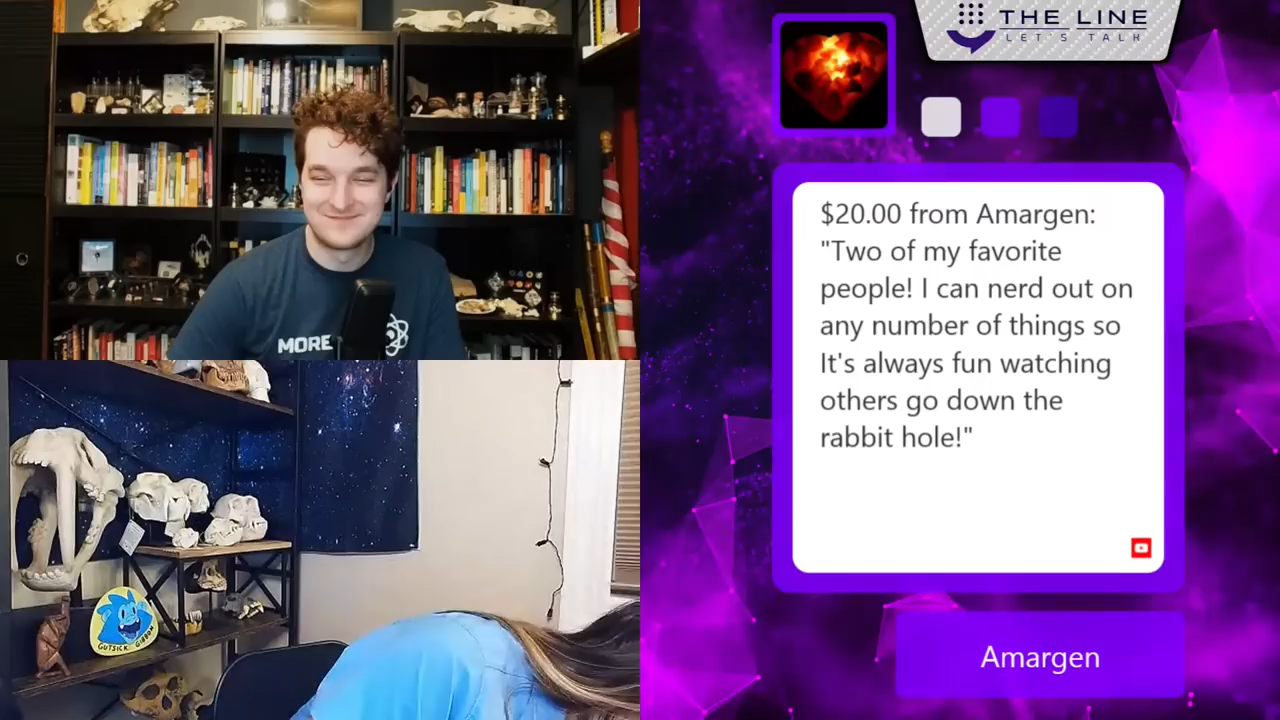 THE LINE
LET'S TALK
$20.00 from Amargen:
"Two of my favorite
people! I can nerd out on
any number of things so
It's always fun watching
others go down the
rabbit hole!"
Amargen
MORE
GUTSICK GIBBON